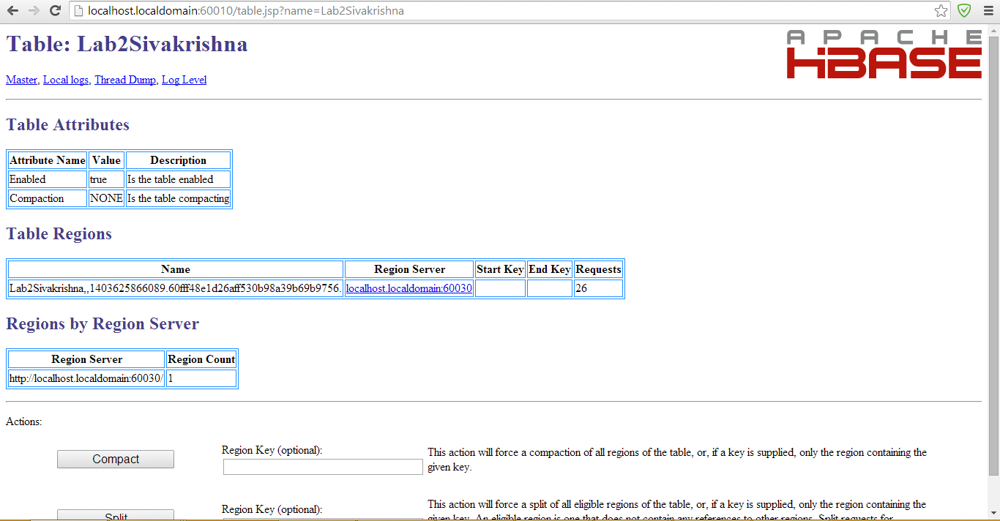 localhost.localdomain:60010/table.jsp?name=Lab2Sivakrishna
Table: Lab2Sivakrishna
APACHE
HBASE
Master, Local logs, Thread Dump, Log Level
Table Attributes
Attribute Name Value Description
Enabled true Is the table enabled
Compaction NONE Is the table compacting
Table Regions
Name Region Server Start Key End Key Requests
Lab2Sivakrishna,,1403625866089.60fff48e1d26aff530b98a39b69b9756. localhost.localdomain:60030 26
Regions by Region Server
Region Server Region Count
http://localhost.localdomain:60030/ 1
Actions:
Compact
Region Key (optional):
This action will force a compaction of all regions of the table, or, if a key is supplied, only the region containing the
given key.
Split
Region Key (optional):
This action will force a split of all eligible regions of the table, or, if a key is supplied, only the region containing the
given key. An eligible region is one that does not contain any references to other regions. Split requests for